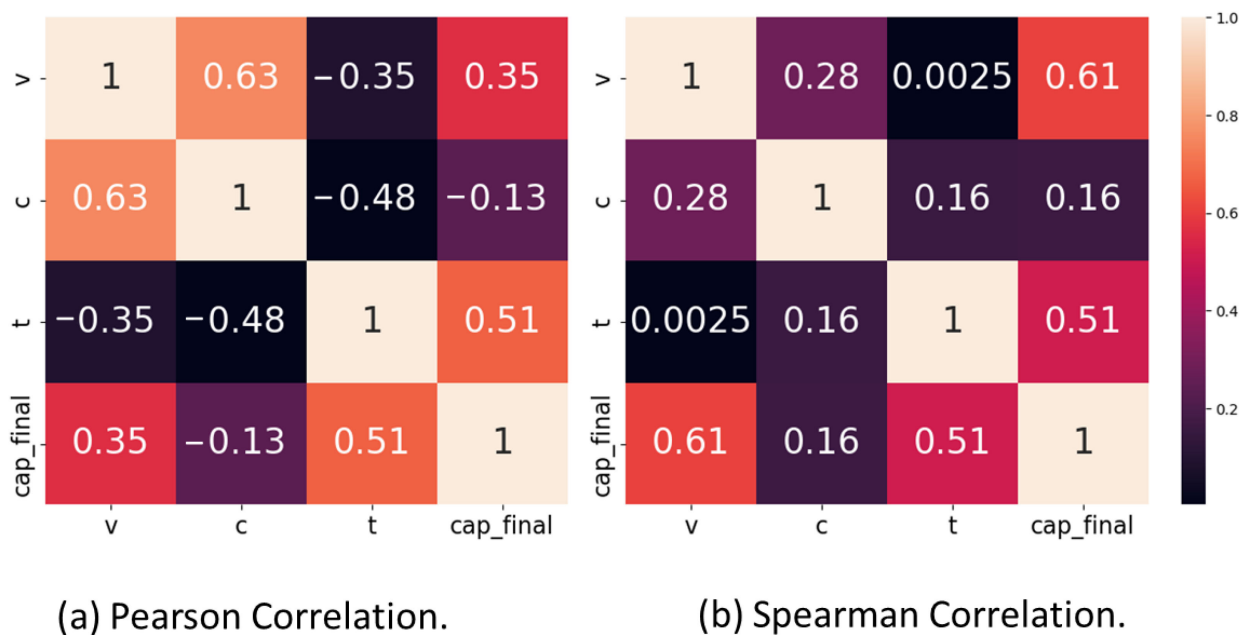 v 1 0.63 −0.35 0.35
c 0.63 1 −0.48 −0.13
t −0.35 −0.48 1 0.51
cap_final 0.35 −0.13 0.51 1
v c t cap_final
v 1 0.28 0.0025 0.61
c 0.28 1 0.16 0.16
t 0.0025 0.16 1 0.51
cap_final 0.61 0.16 0.51 1
v c t cap_final
1.0
0.8
0.6
0.4
0.2
(a) Pearson Correlation.
(b) Spearman Correlation.